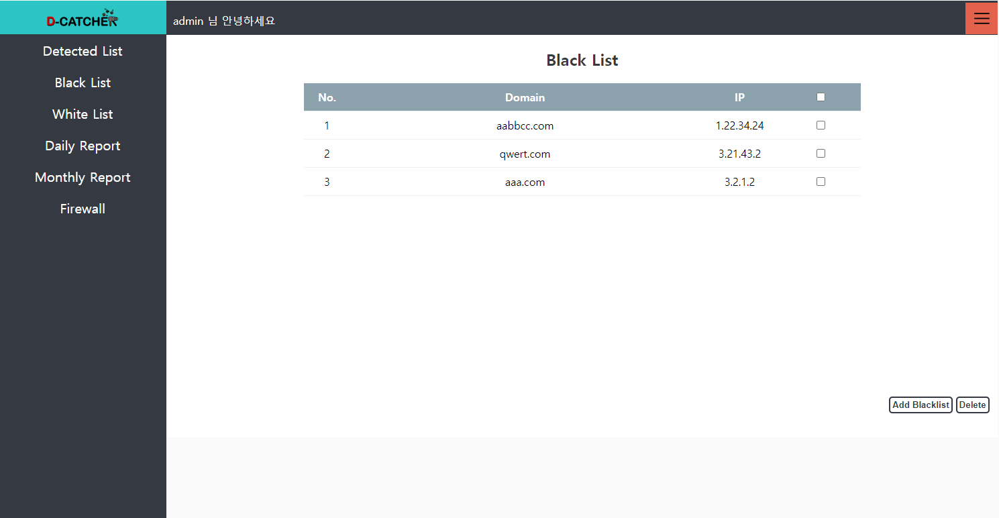 D-CATCHER
admin 님 안녕하세요
Detected List
Black List
White List
Daily Report
Monthly Report
Firewall
Black List
No. Domain IP
1 aabbcc.com 1.22.34.24
2 qwert.com 3.21.43.2
3 aaa.com 3.2.1.2
Add Blacklist Delete